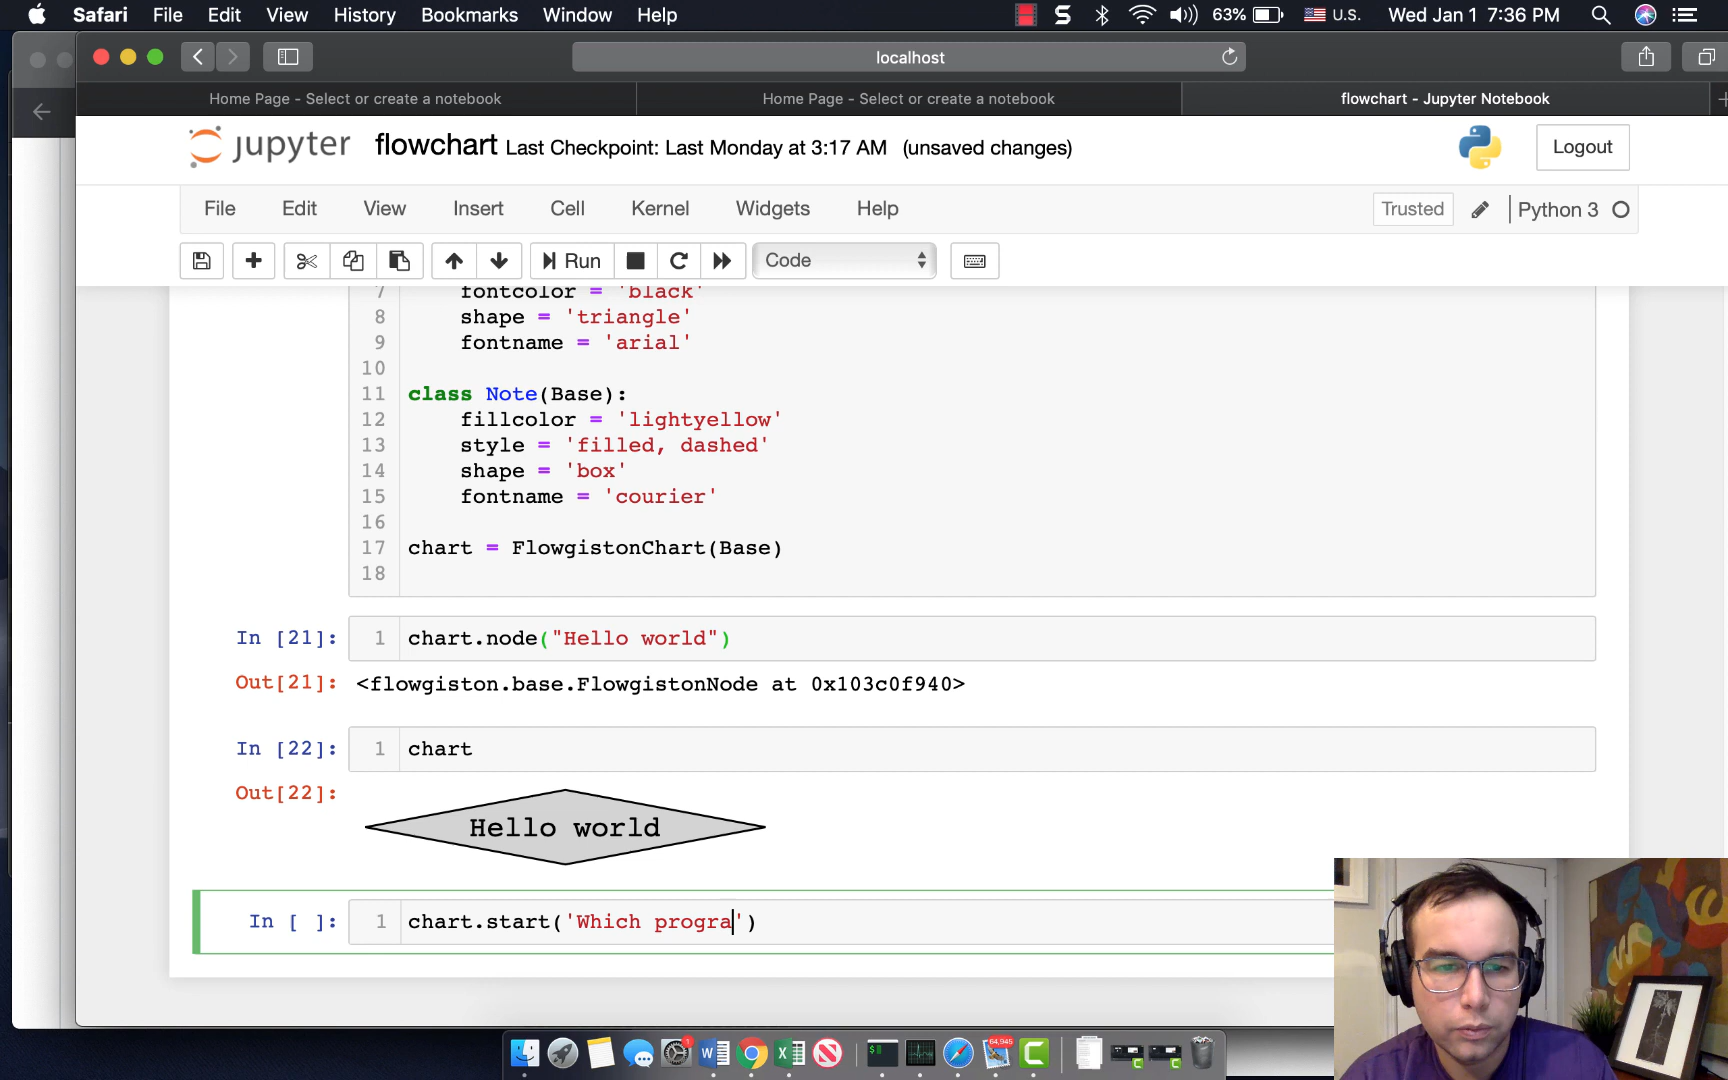 Safari File Edit View History Bookmarks Window Help 63% U.S. Wed Jan 1 7:36 PM
localhost
Home Page - Select or create a notebook Home Page - Select or create a notebook flowchart - Jupyter Notebook
jupyter flowchart Last Checkpoint: Last Monday at 3:17 AM (unsaved changes) Logout
File Edit View Insert Cell Kernel Widgets Help Trusted Python 3
Run Code
7 fontcolor = 'black'
8 shape = 'triangle'
9 fontname = 'arial'
10
11 class Note(Base):
12 fillcolor = 'lightyellow'
13 style = 'filled, dashed'
14 shape = 'box'
15 fontname = 'courier'
16
17 chart = FlowgistonChart(Base)
18
In [21]: 1 chart.node("Hello world")
Out[21]: <flowgiston.base.FlowgistonNode at 0x103c0f940>
In [22]: 1 chart
Out[22]:
Hello world
In [ ]: 1 chart.start('Which progra')
64,945